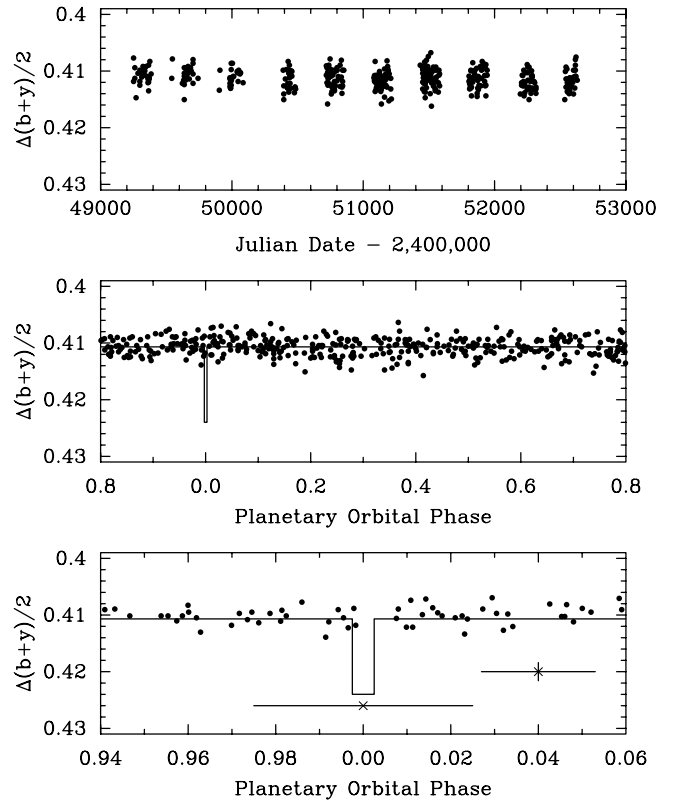 0.4
0.41
0.42
0.43
Δ(b+y)/2
49000 50000 51000 52000 53000
Julian Date − 2,400,000
0.4
0.41
0.42
0.43
Δ(b+y)/2
0.8 0.0 0.2 0.4 0.6 0.8
Planetary Orbital Phase
0.4
0.41
0.42
0.43
Δ(b+y)/2
0.94 0.96 0.98 0.00 0.02 0.04 0.06
Planetary Orbital Phase